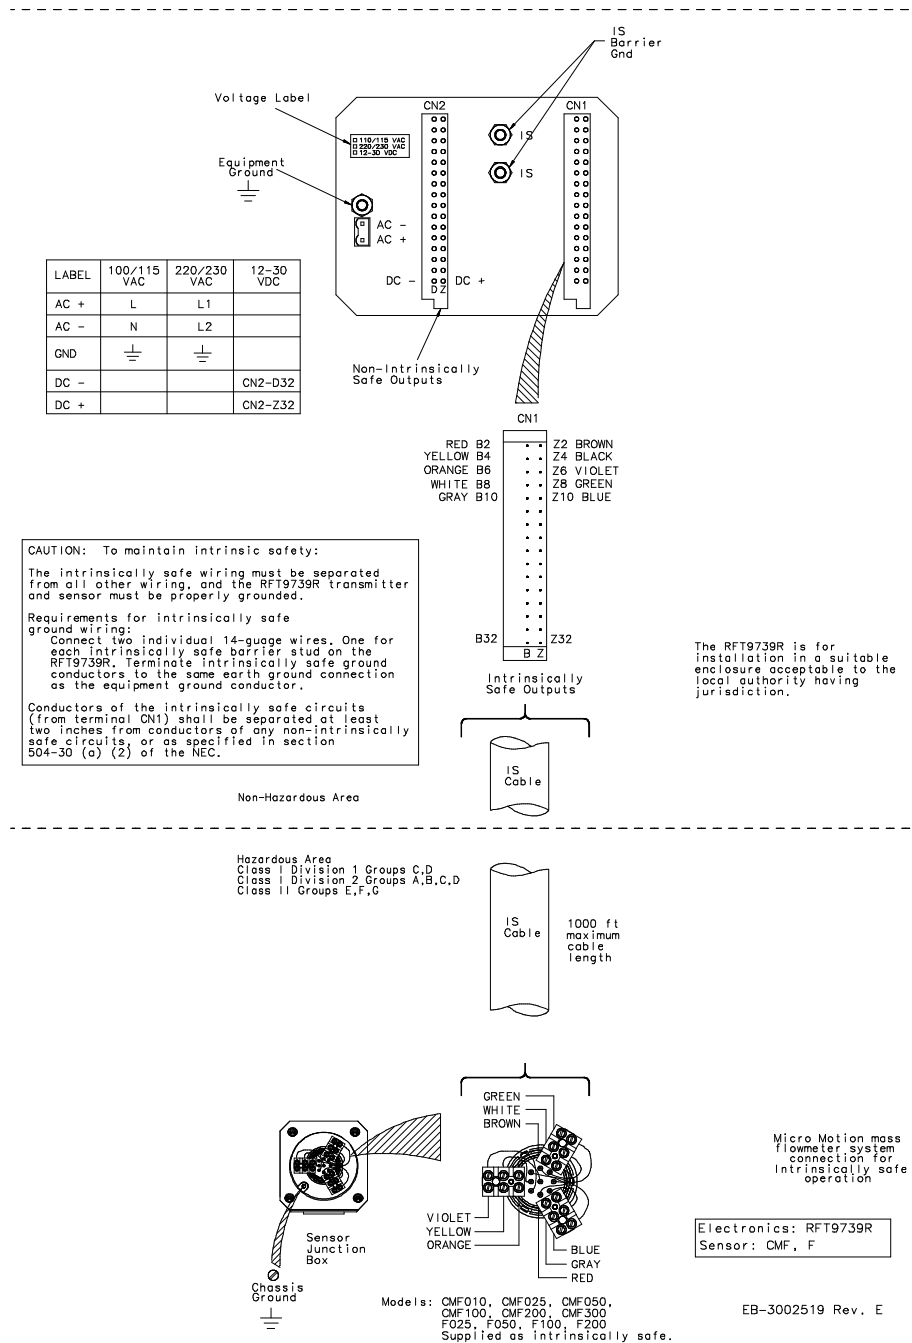 IS
Barrier
Gnd
Voltage Label
CN2
CN1
110/115 VAC
220/230 VAC
12-30 VDC
IS
IS
Equipment
Ground
AC -
AC +
DC -
D Z
DC +
LABEL 100/115 VAC 220/230 VAC 12-30 VDC
AC + L L1
AC - N L2
GND
DC - CN2-D32
DC + CN2-Z32
Non-Intrinsically
Safe Outputs
CN1
RED B2 Z2 BROWN
YELLOW B4 Z4 BLACK
ORANGE B6 Z6 VIOLET
WHITE B8 Z8 GREEN
GRAY B10 Z10 BLUE
B32 Z32
B Z
Intrinsically
Safe Outputs
CAUTION: To maintain intrinsic safety:
The intrinsically safe wiring must be separated
from all other wiring, and the RFT9739R transmitter
and sensor must be properly grounded.
Requirements for intrinsically safe
ground wiring:
Connect two individual 14-guage wires. One for
each intrinsically safe barrier stud on the
RFT9739R. Terminate intrinsically safe ground
conductors to the same earth ground connection
as the equipment ground conductor.
Conductors of the intrinsically safe circuits
(from terminal CN1) shall be separated at least
two inches from conductors of any non-intrinsically
safe circuits, or as specified in section
504-30 (a) (2) of the NEC.
The RFT9739R is for
installation in a suitable
enclosure acceptable to the
local authority having
jurisdiction.
IS
Cable
Non-Hazardous Area
Hazardous Area
Class I Division 1 Groups C,D
Class I Division 2 Groups A,B,C,D
Class II Groups E,F,G
IS
Cable
1000 ft
maximum
cable
length
GREEN
WHITE
BROWN
VIOLET
YELLOW
ORANGE
BLUE
GRAY
RED
Sensor
Junction
Box
Chassis
Ground
Micro Motion mass
flowmeter system
connection for
Intrinsically safe
operation
Electronics: RFT9739R
Sensor: CMF, F
Models: CMF010, CMF025, CMF050,
CMF100, CMF200, CMF300
F025, F050, F100, F200
Supplied as intrinsically safe.
EB-3002519 Rev. E